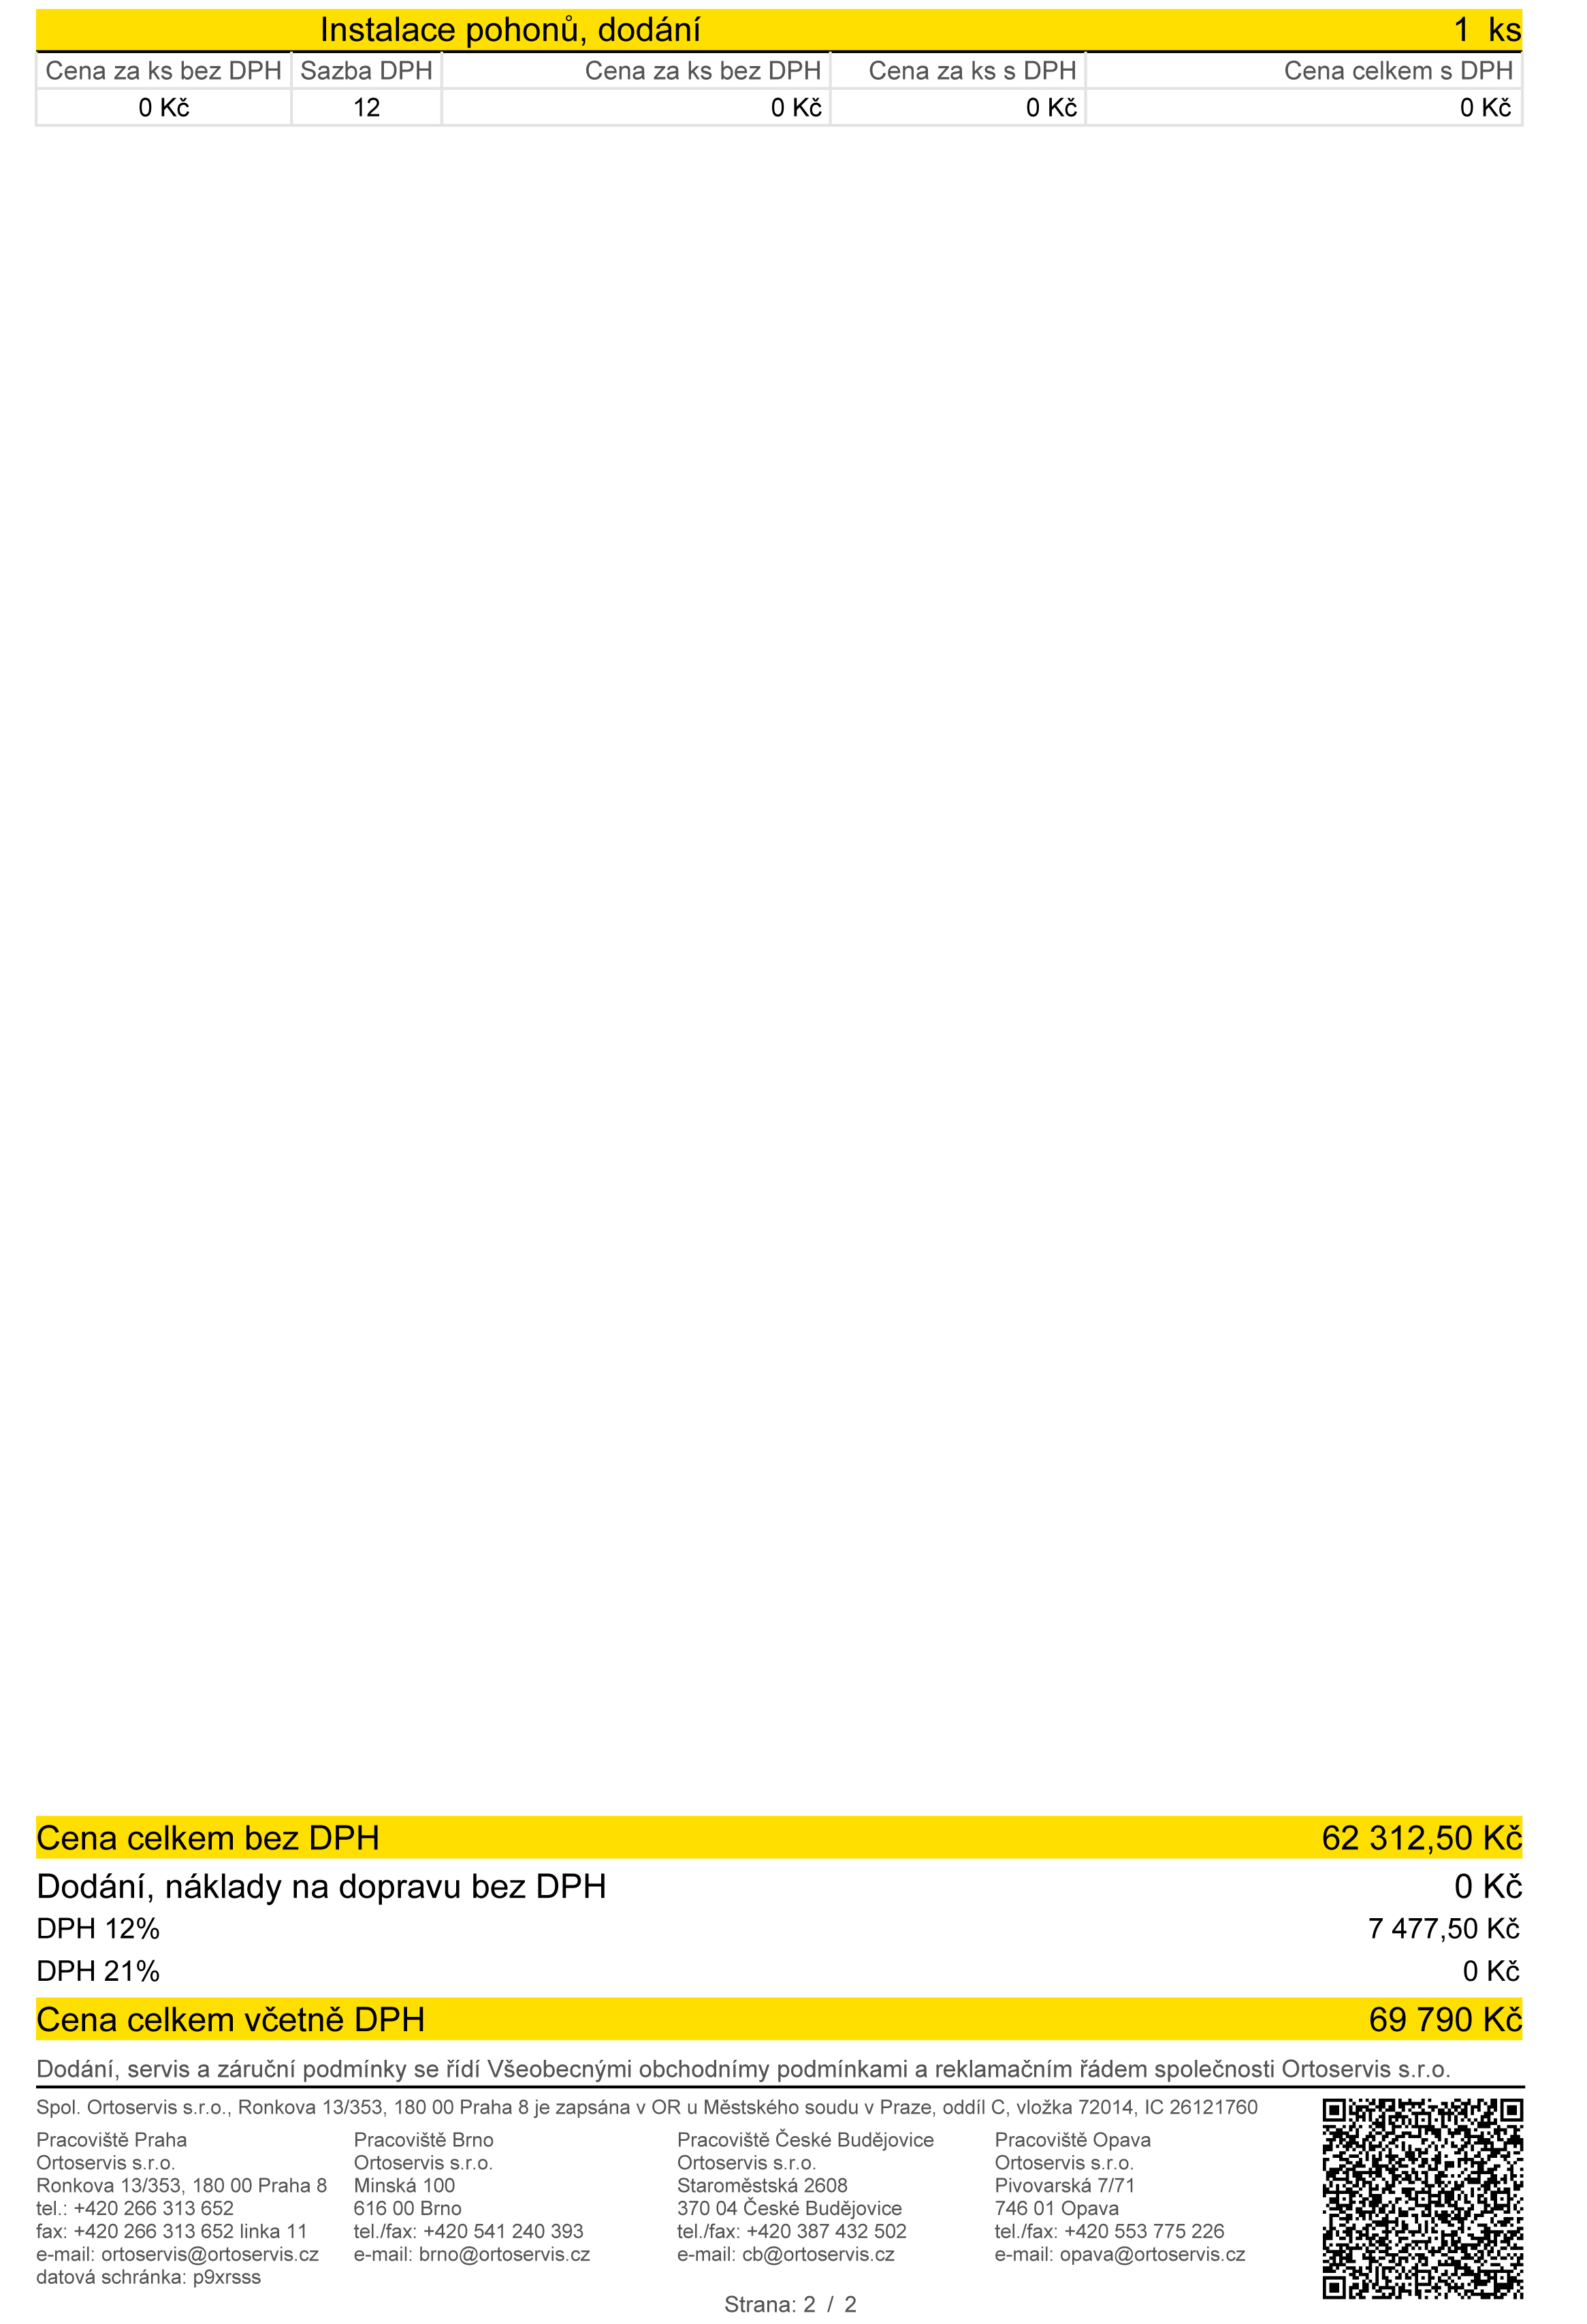 Instalace pohonů, dodání 1 ks
Cena za ks bez DPH Sazba DPH Cena za ks bez DPH Cena za ks s DPH Cena celkem s DPH
0 Kč 12 0 Kč 0 Kč 0 Kč
Cena celkem bez DPH 62 312,50 Kč
Dodání, náklady na dopravu bez DPH 0 Kč
DPH 12% 7 477,50 Kč
DPH 21% 0 Kč
Cena celkem včetně DPH 69 790 Kč
Dodání, servis a záruční podmínky se řídí Všeobecnými obchodnímy podmínkami a reklamačním řádem společnosti Ortoservis s.r.o.
Spol. Ortoservis s.r.o., Ronkova 13/353, 180 00 Praha 8 je zapsána v OR u Městského soudu v Praze, oddíl C, vložka 72014, IC 26121760
Pracoviště Praha
Ortoservis s.r.o.
Ronkova 13/353, 180 00 Praha 8
tel.: +420 266 313 652
fax: +420 266 313 652 linka 11
e-mail: ortoservis@ortoservis.cz
datová schránka: p9xrsss
Pracoviště Brno
Ortoservis s.r.o.
Minská 100
616 00 Brno
tel./fax: +420 541 240 393
e-mail: brno@ortoservis.cz
Pracoviště České Budějovice
Ortoservis s.r.o.
Staroměstská 2608
370 04 České Budějovice
tel./fax: +420 387 432 502
e-mail: cb@ortoservis.cz
Pracoviště Opava
Ortoservis s.r.o.
Pivovarská 7/71
746 01 Opava
tel./fax: +420 553 775 226
e-mail: opava@ortoservis.cz
Strana: 2 / 2